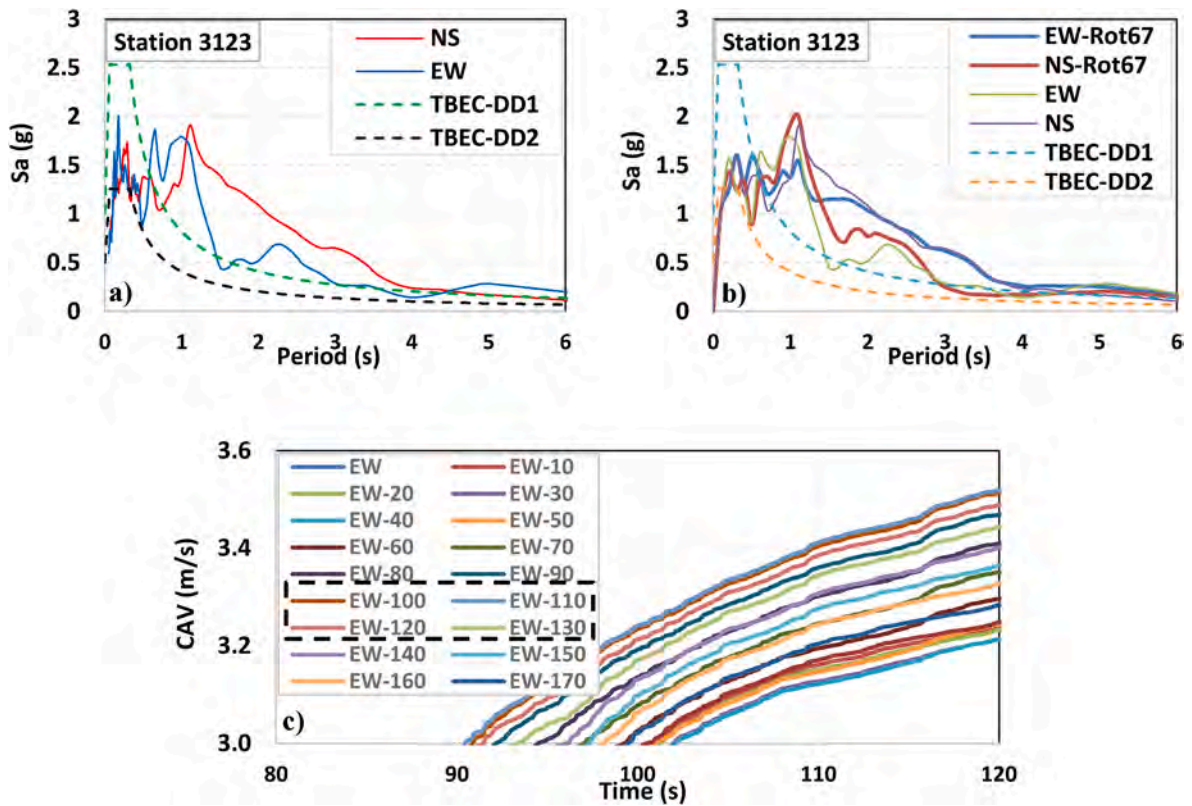 Station 3123
NS
EW
TBEC-DD1
TBEC-DD2
3
2.5
2
1.5
1
0.5
0
Sa (g)
a)
0 1 2 3 4 5 6
Period (s)
Station 3123
EW-Rot67
NS-Rot67
EW
NS
TBEC-DD1
TBEC-DD2
3
2.5
2
1.5
1
0.5
0
Sa (g)
b)
0 1 2 3 4 5 6
Period (s)
3.6
3.4
3.2
3.0
CAV (m/s)
EW EW-10
EW-20 EW-30
EW-40 EW-50
EW-60 EW-70
EW-80 EW-90
EW-100 EW-110
EW-120 EW-130
EW-140 EW-150
EW-160 EW-170
c)
80 90 100 110 120
Time (s)